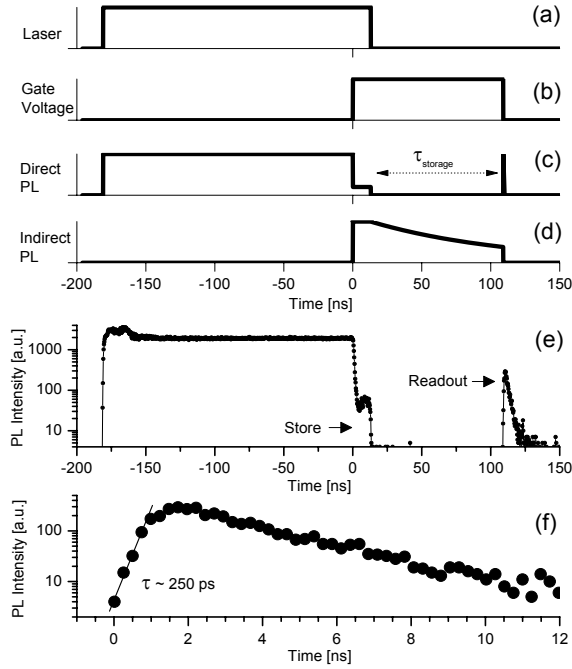 (a)
Laser
(b)
Gate
Voltage
(c)
Direct
PL
τstorage
(d)
Indirect
PL
-200 -150 -100 -50 0 50 100 150
Time [ns]
(e)
PL Intensity [a.u.]
1000
100
10
Readout
Store
-200 -150 -100 -50 0 50 100 150
Time [ns]
(f)
PL Intensity [a.u.]
100
10
τ ~ 250 ps
0 2 4 6 8 10 12
Time [ns]